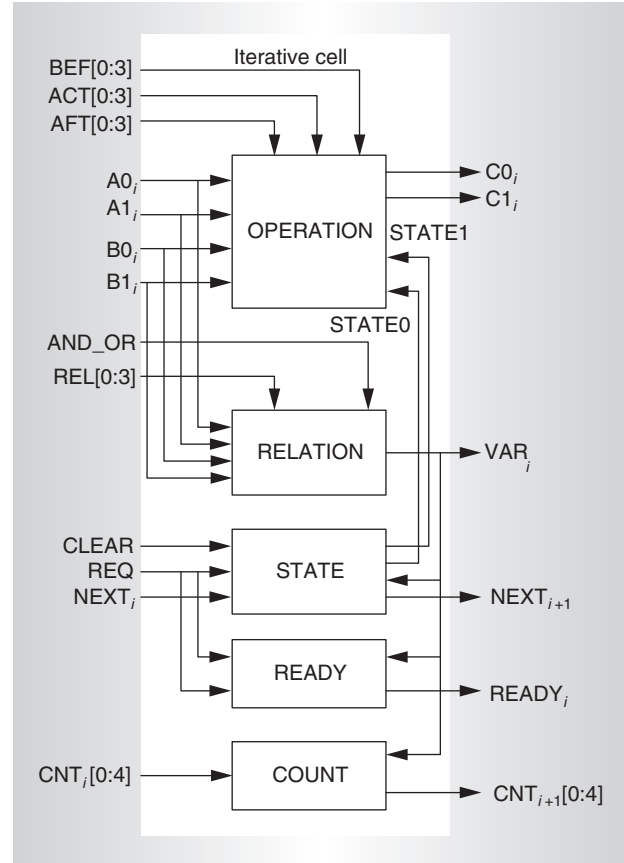 Iterative cell
BEF[0:3]
ACT[0:3]
AFT[0:3]
A0i
A1i
B0i
B1i
OPERATION
C0i
C1i
STATE1
STATE0
AND_OR
REL[0:3]
RELATION
VARi
CLEAR
REQ
NEXTi
STATE
NEXTi+1
READY
READYi
CNTi[0:4]
COUNT
CNTi+1[0:4]